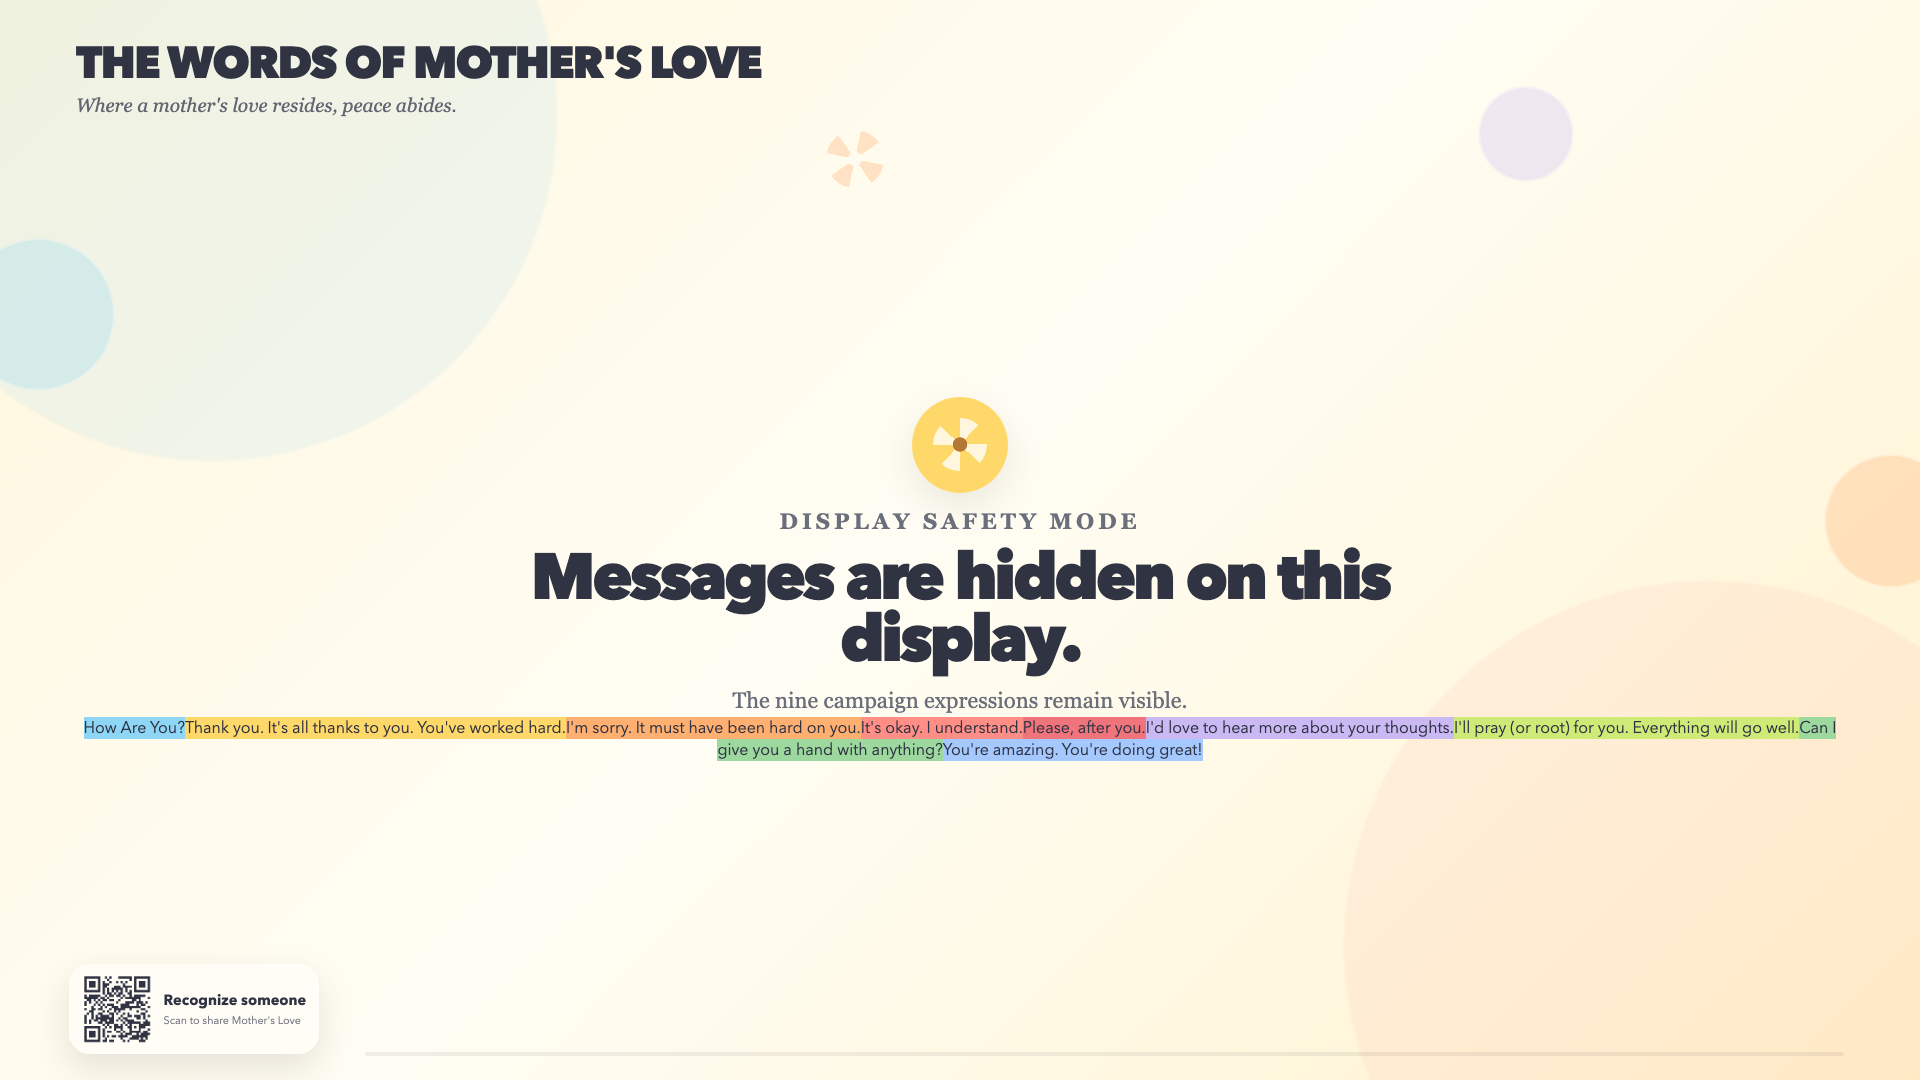 THE WORDS OF MOTHER'S LOVE
Where a mother's love resides, peace abides.
DISPLAY SAFETY MODE
Messages are hidden on this
display.
The nine campaign expressions remain visible.
How Are You?Thank you. It's all thanks to you. You've worked hard.I'm sorry. It must have been hard on you.It's okay. I understand.Please, after you.I'd love to hear more about your thoughts.I'll pray (or root) for you. Everything will go well.Can I
give you a hand with anything?You're amazing. You're doing great!
Recognize someone
Scan to share Mother's Love